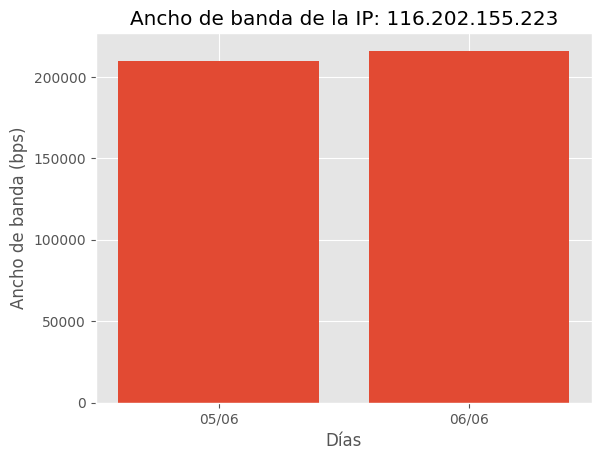 Ancho de banda de la IP: 116.202.155.223
Ancho de banda (bps)
200000
150000
100000
50000
0
05/06
06/06
Días